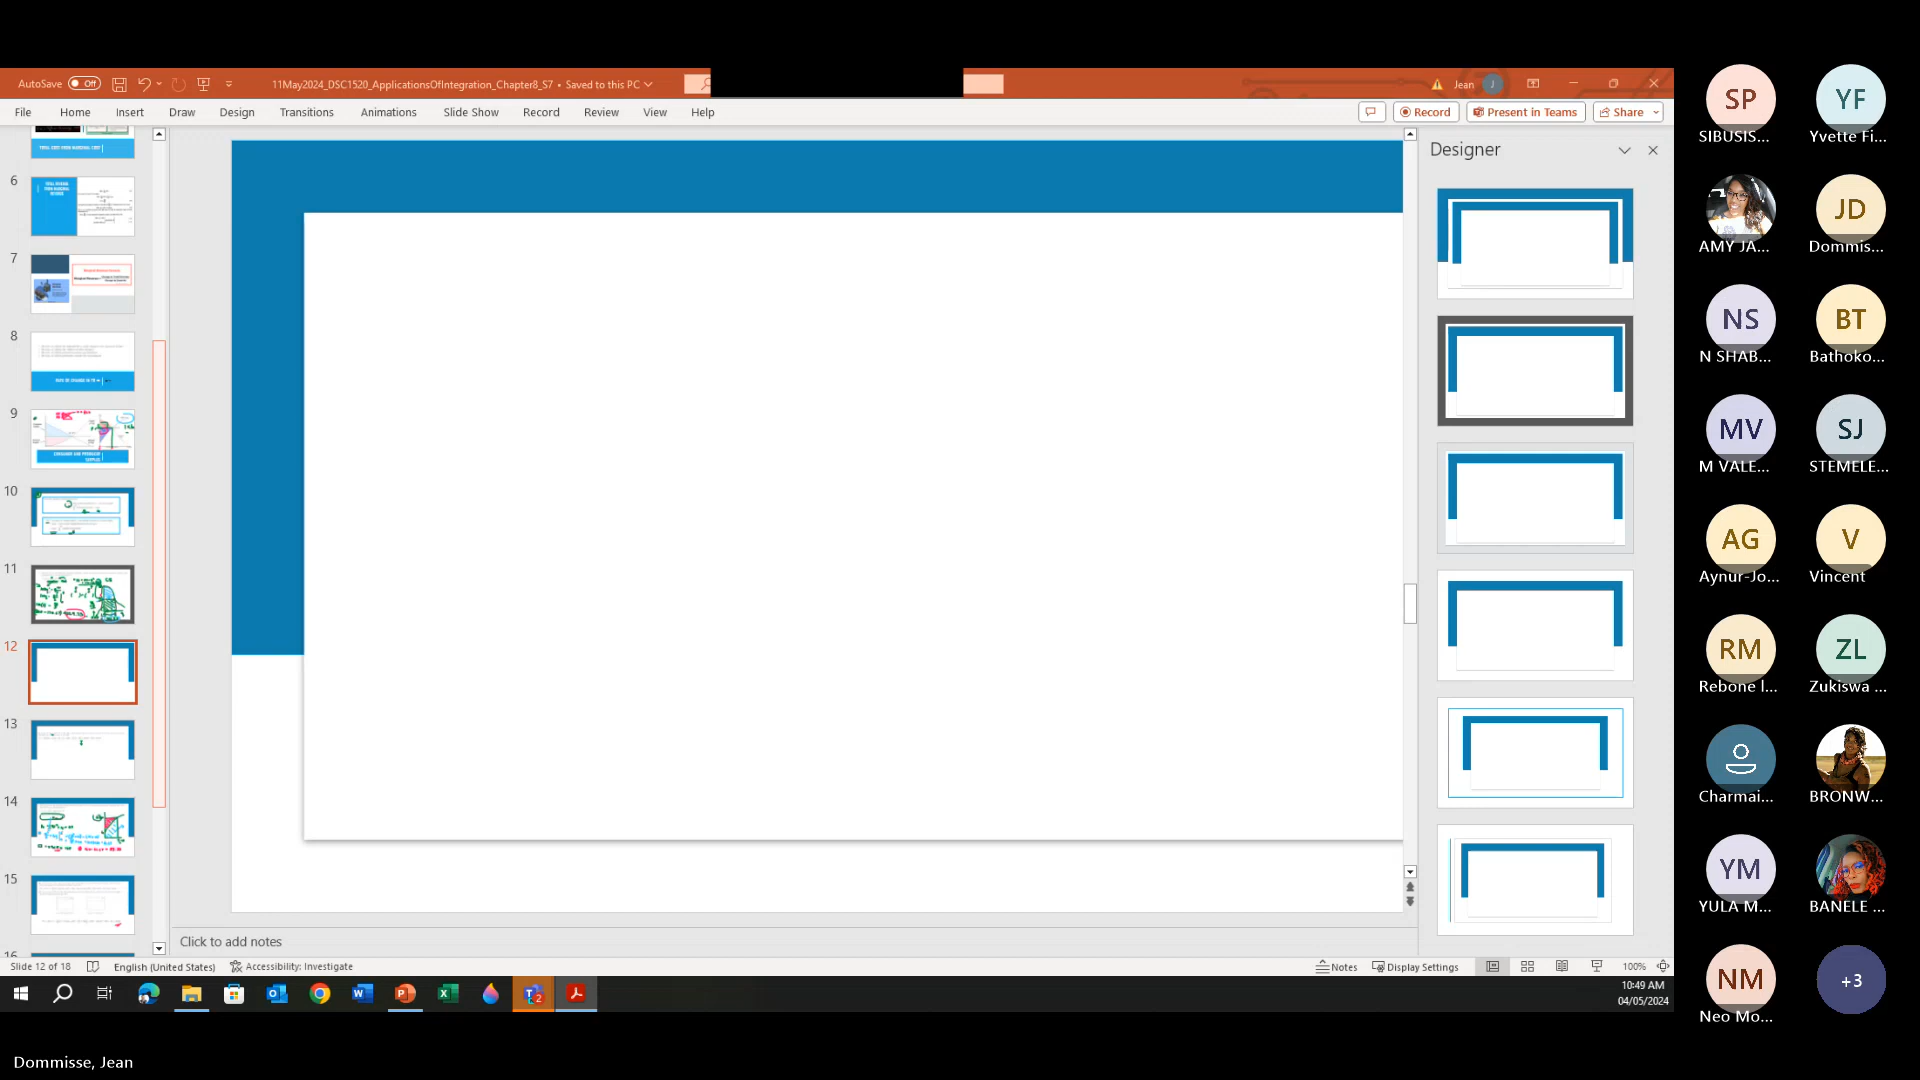 AutoSave Off
11May2024_DSC1520_ApplicationsOfIntegration_Chapter8_S7 • Saved to this PC
Jean J
File Home Insert Draw Design Transitions Animations Slide Show Record Review View Help
Record Present in Teams Share
Designer
6
7
8
9
10
11
12
13
14
15
Click to add notes
Slide 12 of 18 English (United States) Accessibility: Investigate
Notes Display Settings 100%
10:49 AM
04/05/2024
Dommisse, Jean
SP YF
SIBUSIS... Yvette Fi...
JD
AMY JA... Dommis...
NS BT
N SHAB... Bathoko...
MV SJ
M VALE... STEMELE...
AG V
Aynur-Jo... Vincent
RM ZL
Rebone l... Zukiswa ...
Charmai... BRONW...
YM
YULA M... BANELE ...
NM +3
Neo Mo...